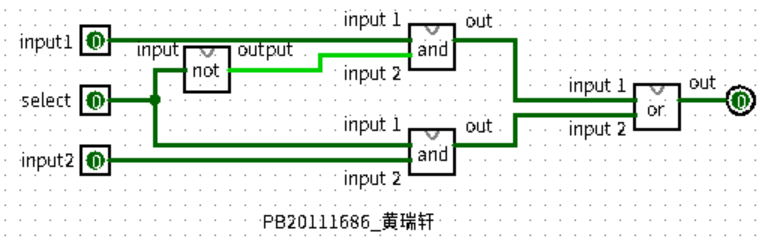 input 1 out
input1 0 input output and
not input 2
select 0 input 1 out 0
input 1 out or
input2 0 and input 2
input 2
PB20111686_黄瑞轩